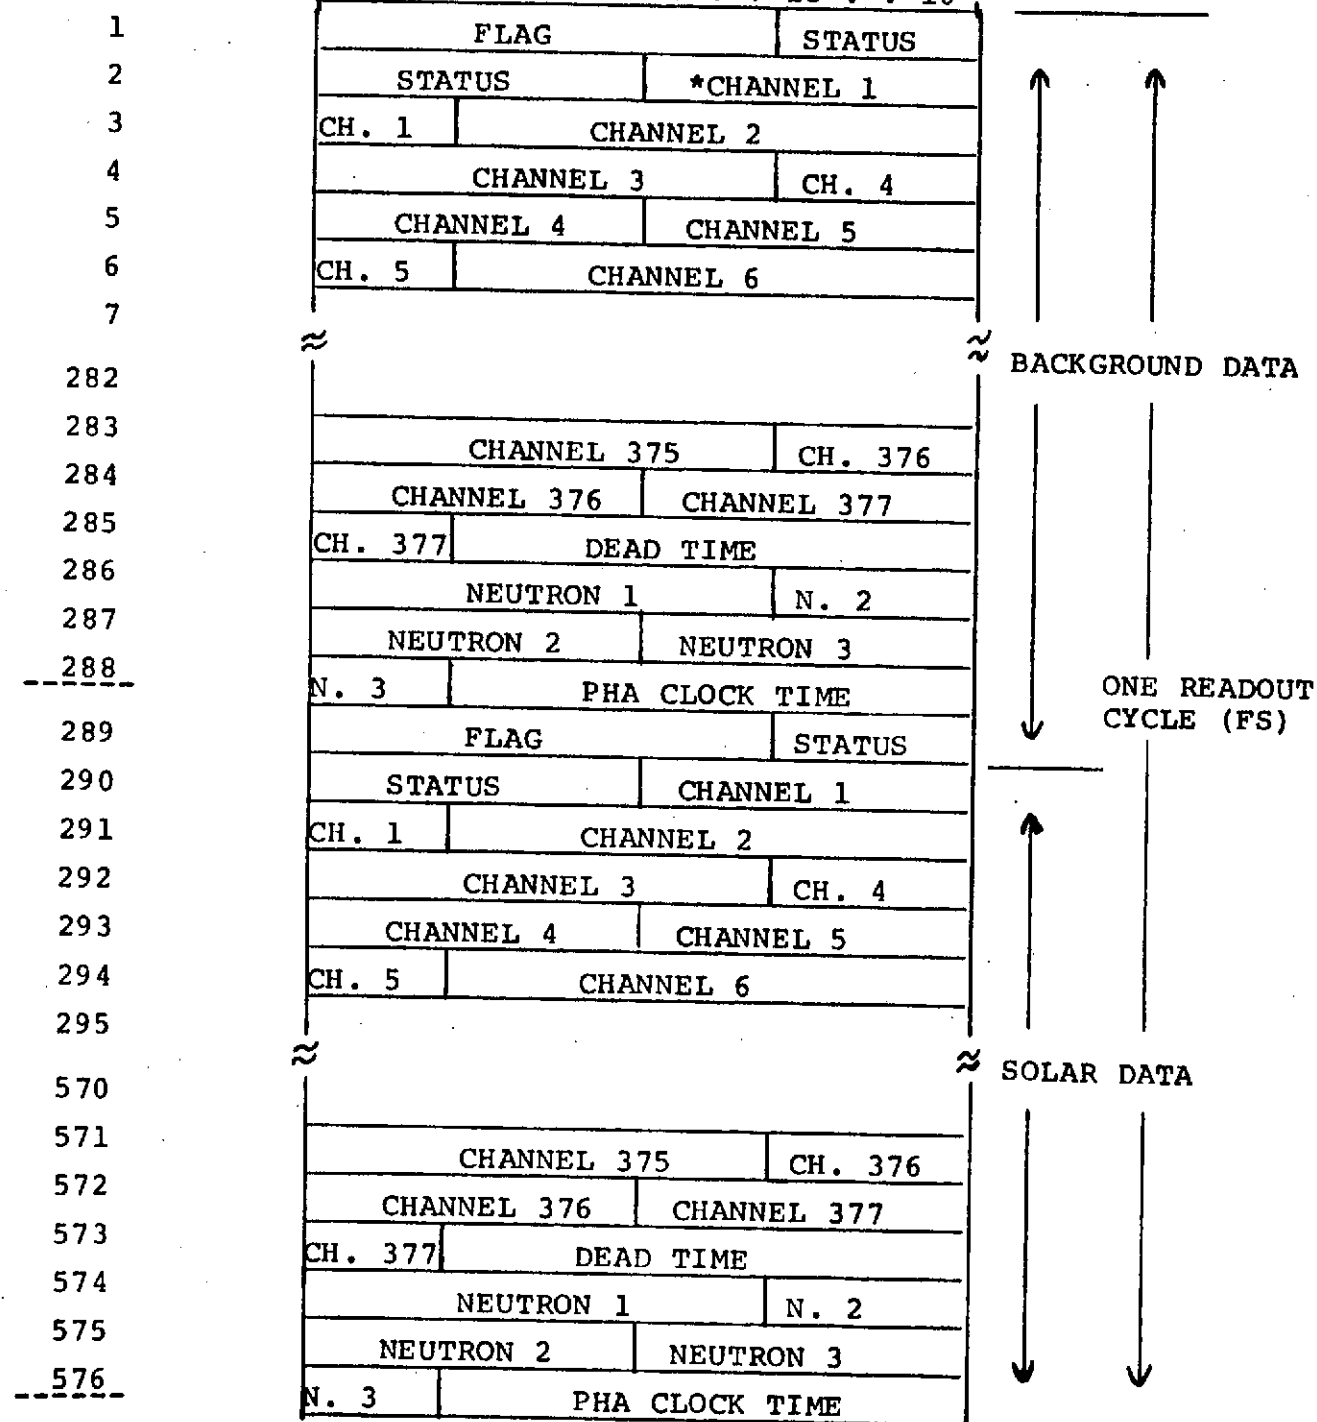 1 FLAG STATUS
2 STATUS *CHANNEL 1
3 CH. 1 CHANNEL 2
4 CHANNEL 3 CH. 4
5 CHANNEL 4 CHANNEL 5
6 CH. 5 CHANNEL 6
7
≈ ≈
BACKGROUND DATA
282
283 CHANNEL 375 CH. 376
284 CHANNEL 376 CHANNEL 377
285 CH. 377 DEAD TIME
286 NEUTRON 1 N. 2
287 NEUTRON 2 NEUTRON 3
288 N. 3 PHA CLOCK TIME
ONE READOUT
CYCLE (FS)
289 FLAG STATUS
290 STATUS CHANNEL 1
291 CH. 1 CHANNEL 2
292 CHANNEL 3 CH. 4
293 CHANNEL 4 CHANNEL 5
294 CH. 5 CHANNEL 6
295
≈ ≈
SOLAR DATA
570
571 CHANNEL 375 CH. 376
572 CHANNEL 376 CHANNEL 377
573 CH. 377 DEAD TIME
574 NEUTRON 1 N. 2
575 NEUTRON 2 NEUTRON 3
576 N. 3 PHA CLOCK TIME